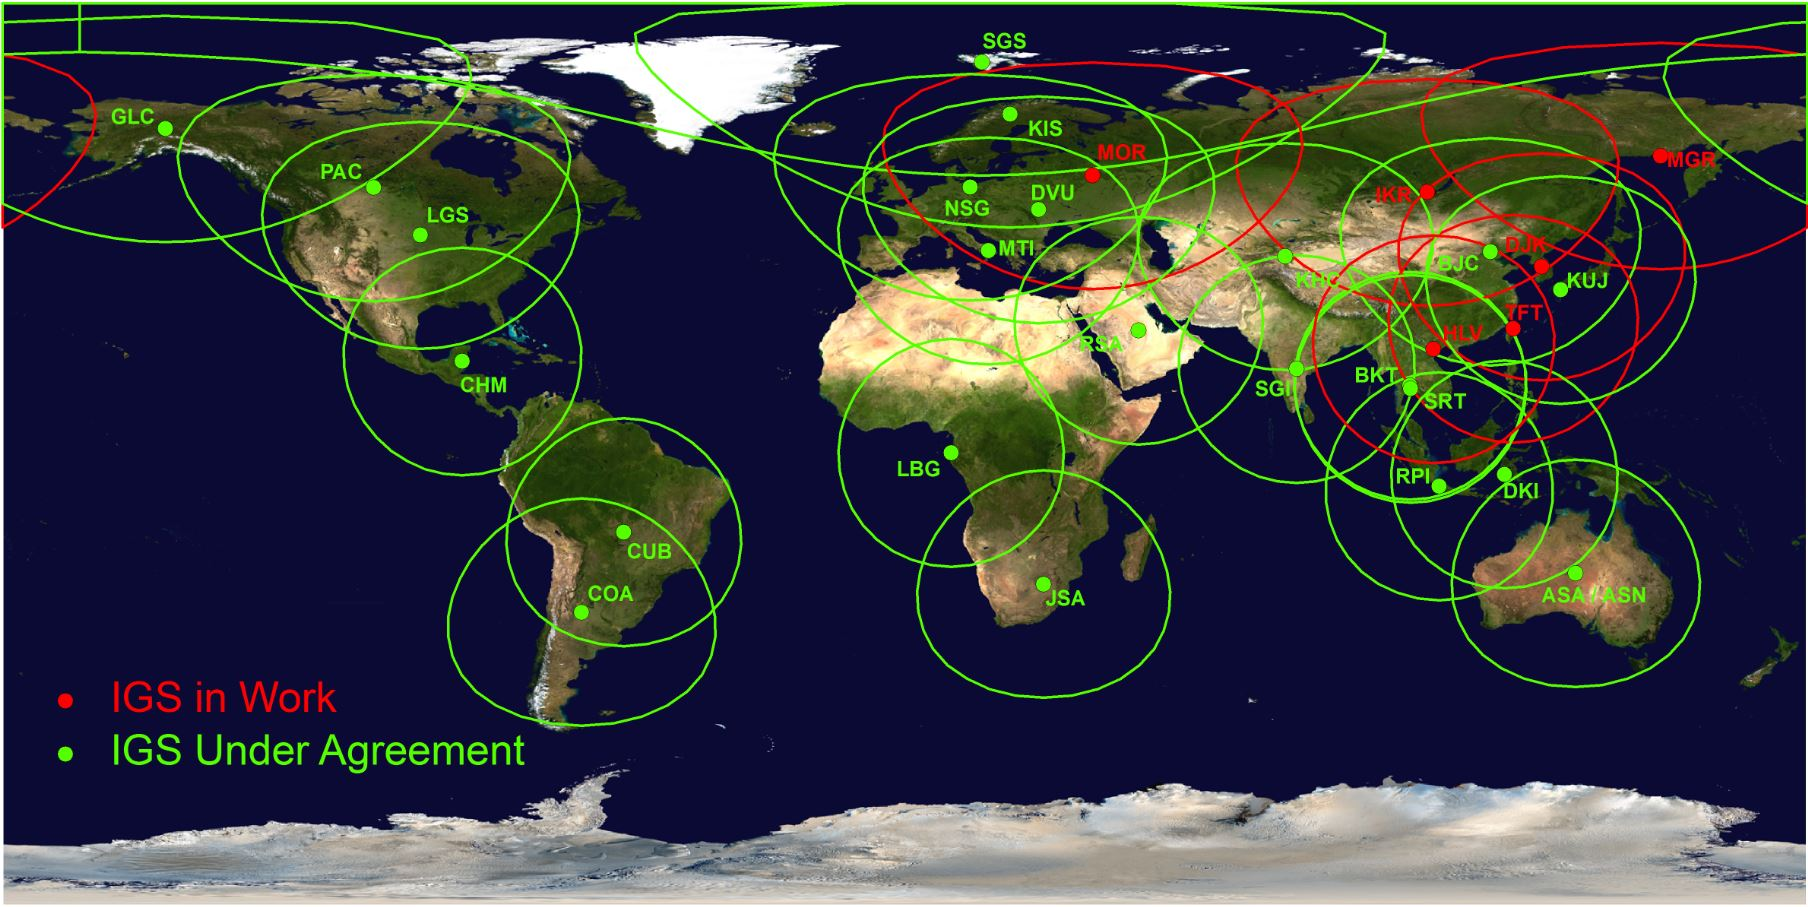 SGS
GLC
KIS
MOR
MGR
PAC
DVU
IKR
NSG
LGS
MTI
DJK
BJC
KHC
KUJ
TFT
RSA
HLV
CHM
SGI
BKT
SRT
LBG
RPI
DKI
CUB
COA
JSA
ASA / ASN
IGS in Work
IGS Under Agreement